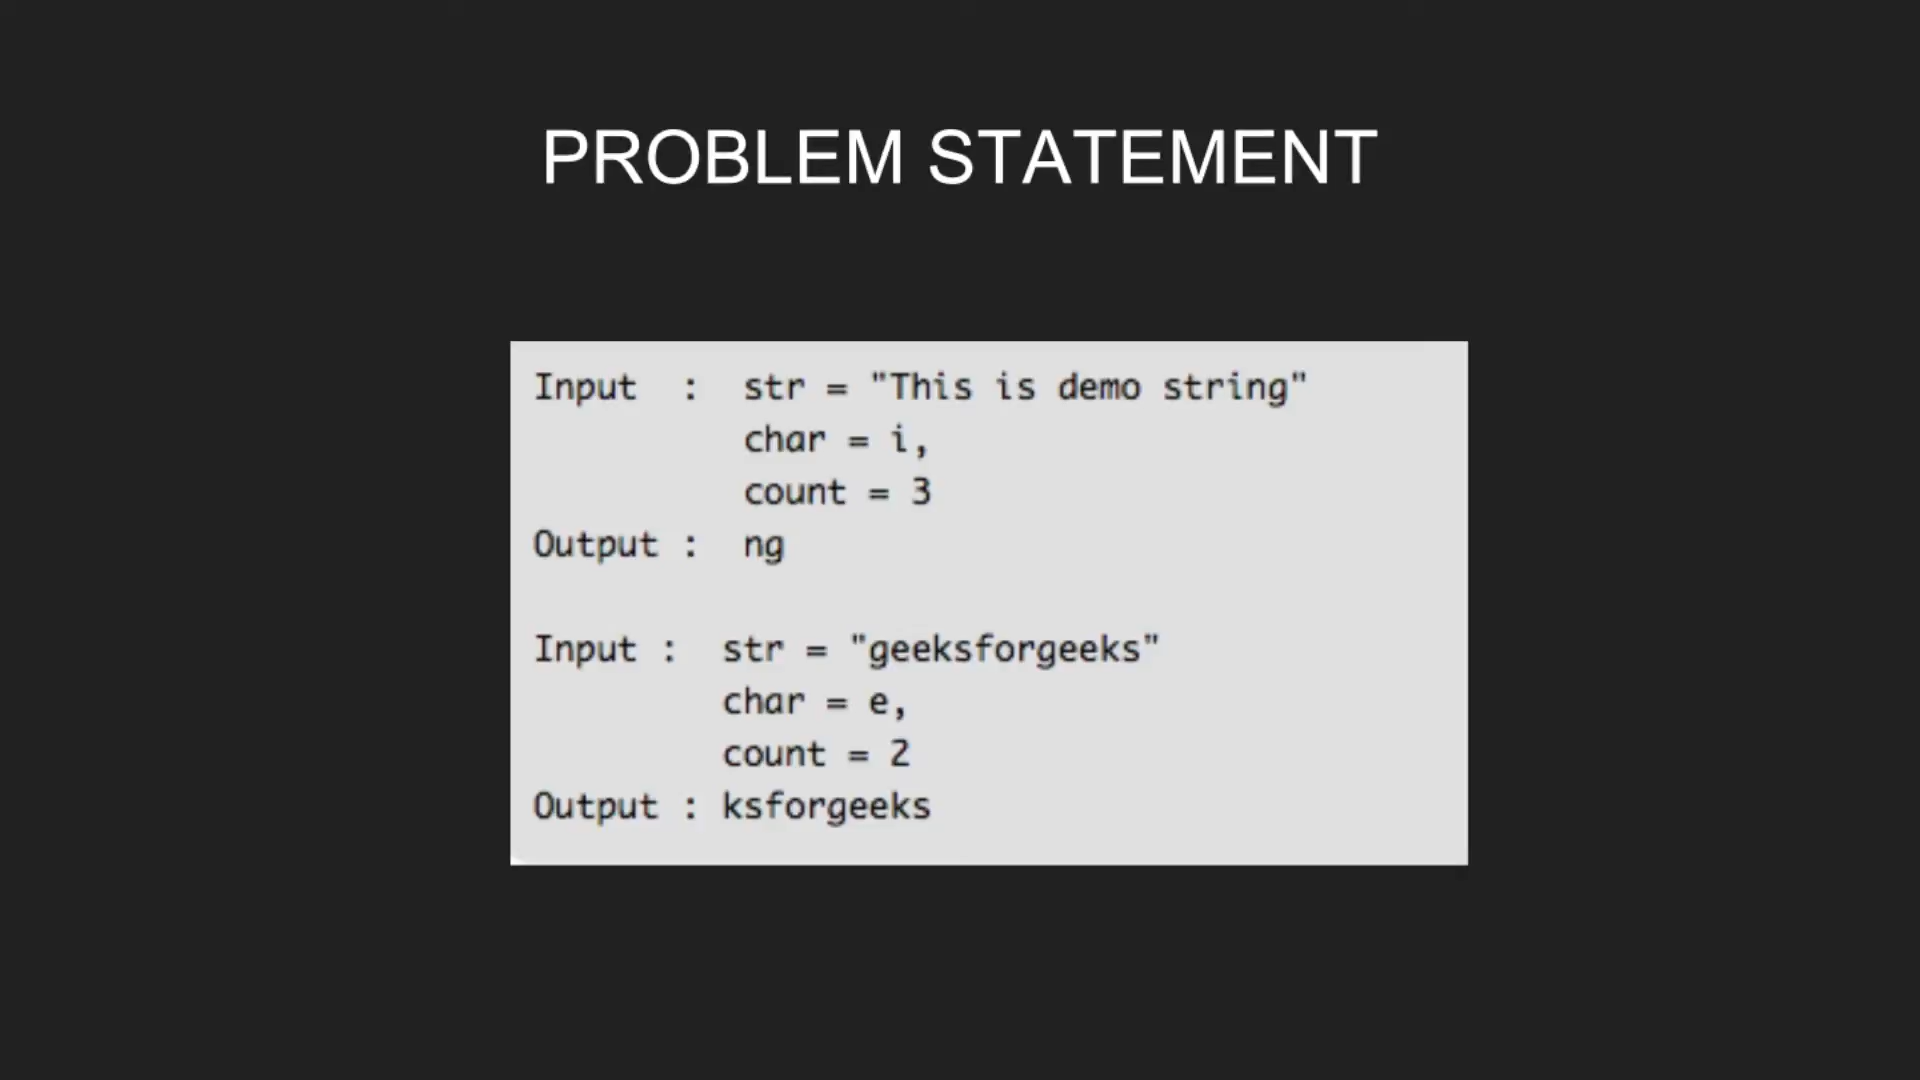 PROBLEM STATEMENT
Input  :  str = "This is demo string"
          char = i,
          count = 3
Output :  ng
Input :  str = "geeksforgeeks"
         char = e,
         count = 2
Output : ksforgeeks